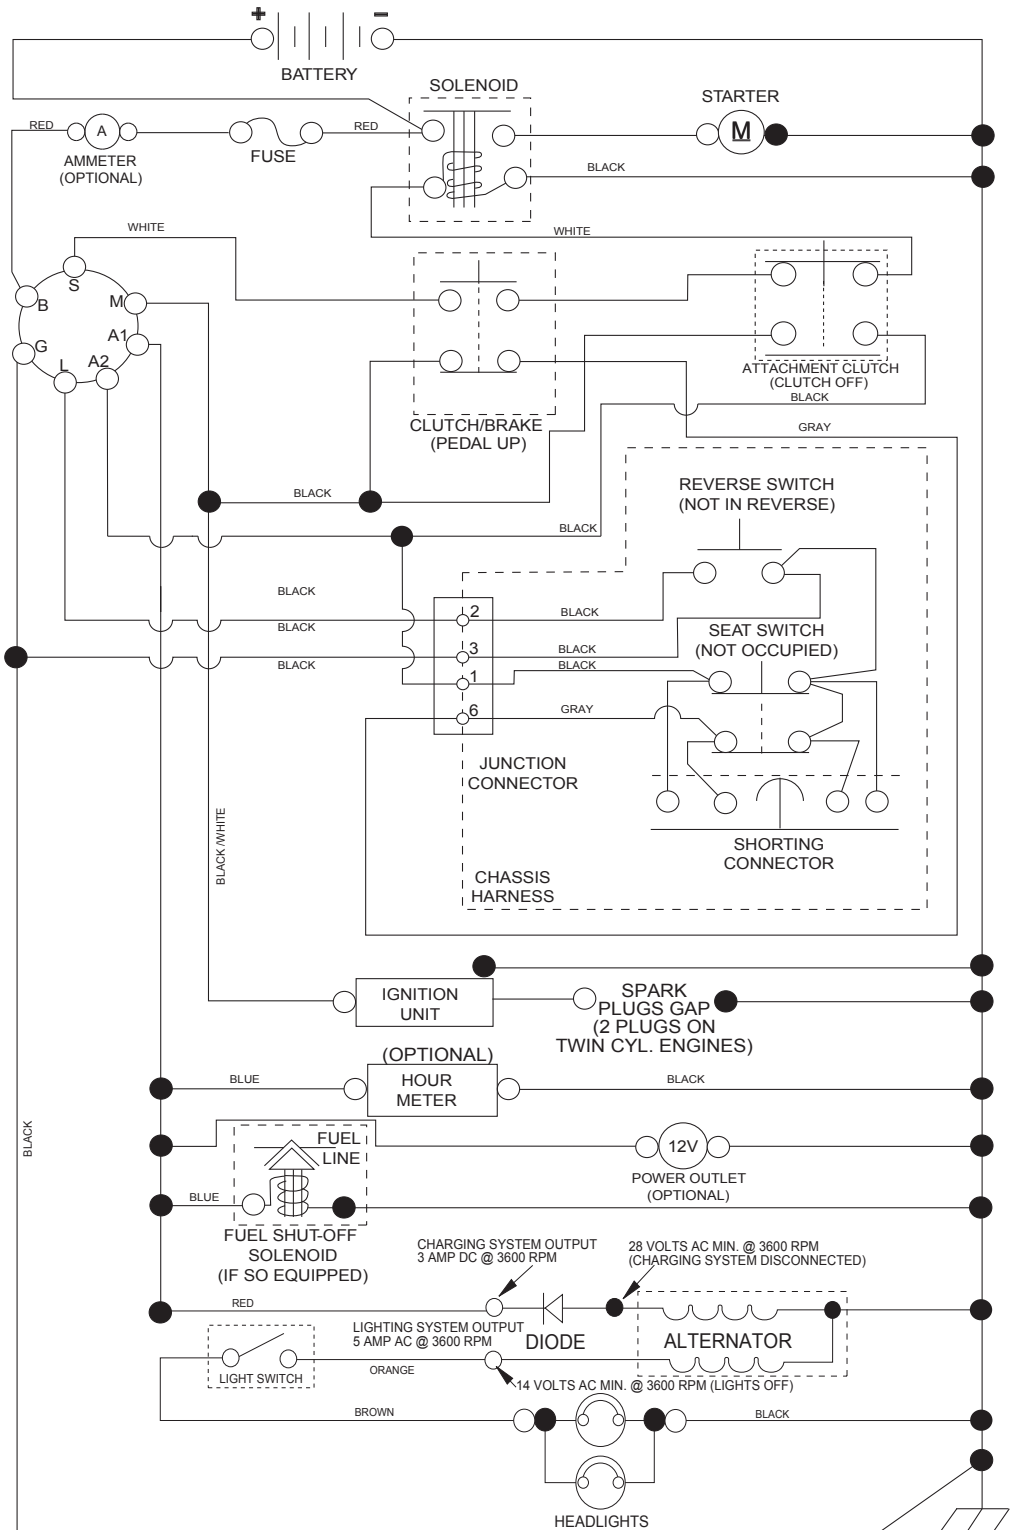 + −
BATTERY
SOLENOID
STARTER
RED
A
RED
M
AMMETER
(OPTIONAL)
FUSE
BLACK
WHITE
WHITE
S
B
M
A1
G
L
A2
ATTACHMENT CLUTCH
(CLUTCH OFF)
BLACK
CLUTCH/BRAKE
(PEDAL UP)
GRAY
REVERSE SWITCH
(NOT IN REVERSE)
BLACK
BLACK
BLACK
2
BLACK
BLACK
SEAT SWITCH
(NOT OCCUPIED)
3
BLACK
BLACK
BLACK
1
6
GRAY
JUNCTION
CONNECTOR
BLACK /WHITE
SHORTING
CONNECTOR
CHASSIS
HARNESS
IGNITION
UNIT
SPARK
PLUGS GAP
(2 PLUGS ON
TWIN CYL. ENGINES)
(OPTIONAL)
BLUE
HOUR
METER
BLACK
BLACK
FUEL
LINE
12V
POWER OUTLET
(OPTIONAL)
BLUE
FUEL SHUT-OFF
SOLENOID
(IF SO EQUIPPED)
CHARGING SYSTEM OUTPUT
3 AMP DC @ 3600 RPM
28 VOLTS AC MIN. @ 3600 RPM
(CHARGING SYSTEM DISCONNECTED)
RED
LIGHTING SYSTEM OUTPUT
5 AMP AC @ 3600 RPM
DIODE
ALTERNATOR
LIGHT SWITCH
ORANGE
14 VOLTS AC MIN. @ 3600 RPM (LIGHTS OFF)
BROWN
BLACK
HEADLIGHTS